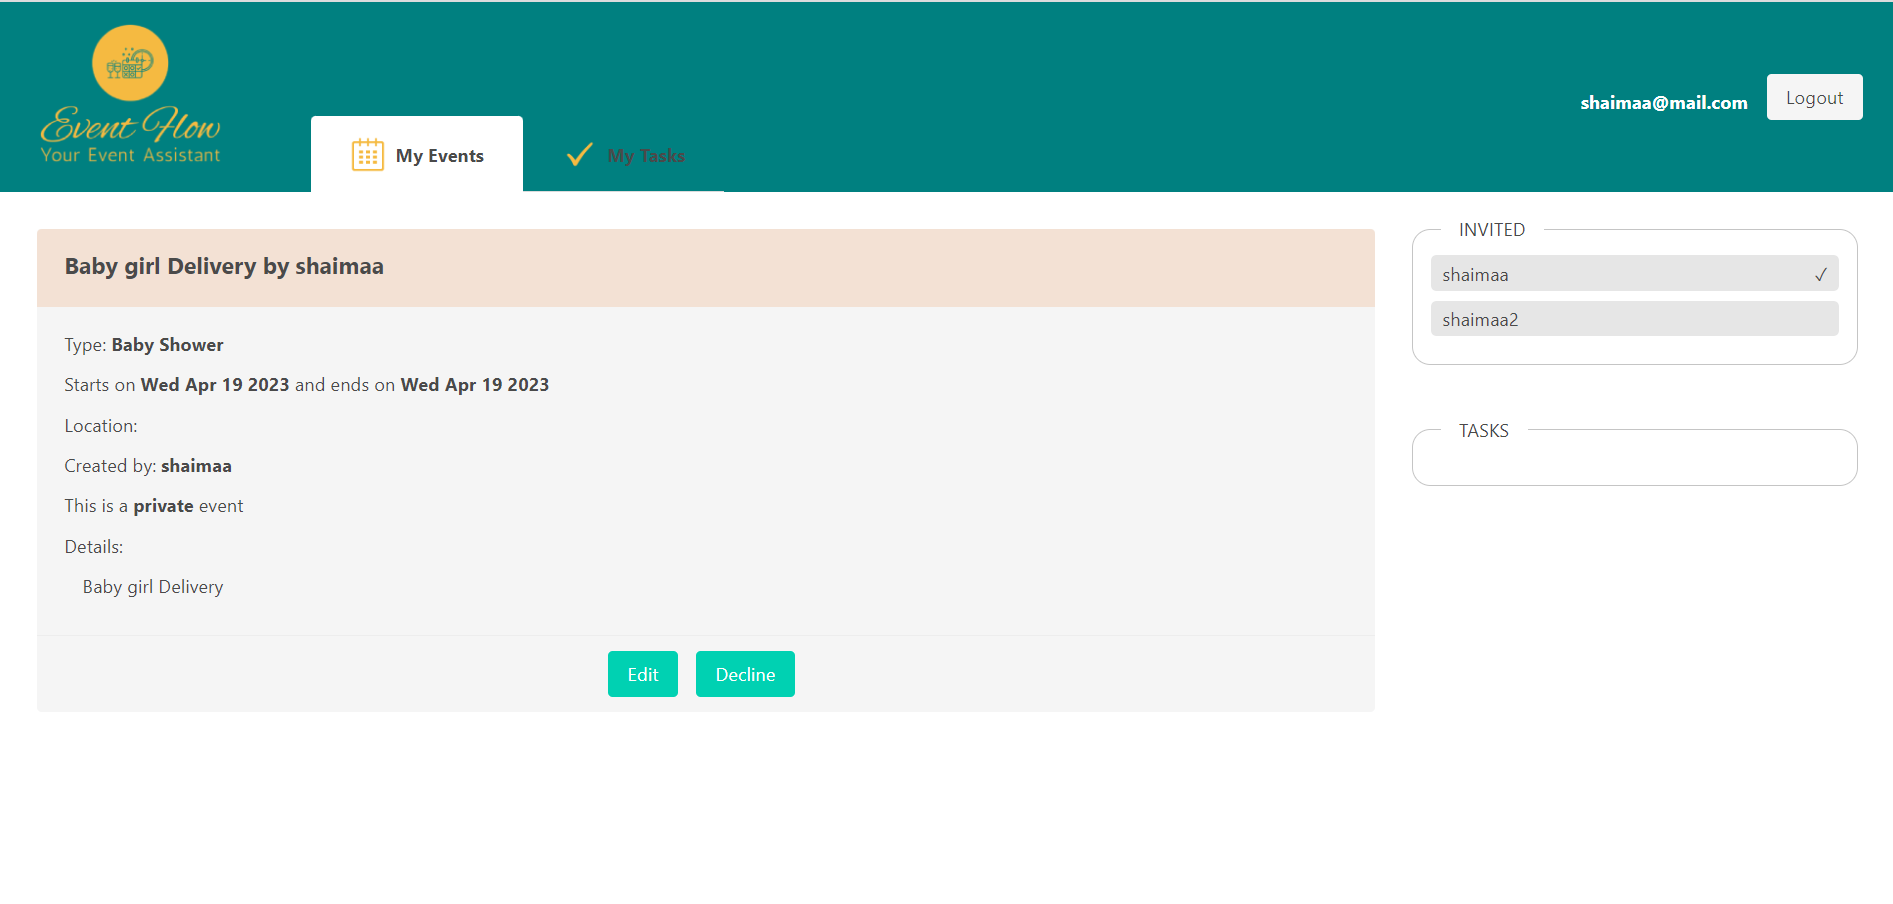 Event Flow
Your Event Assistant
My Events
My Tasks
shaimaa@mail.com
Logout
Baby girl Delivery by shaimaa
Type: Baby Shower
Starts on Wed Apr 19 2023 and ends on Wed Apr 19 2023
Location:
Created by: shaimaa
This is a private event
Details:
Baby girl Delivery
Edit
Decline
INVITED
shaimaa ✓
shaimaa2
TASKS